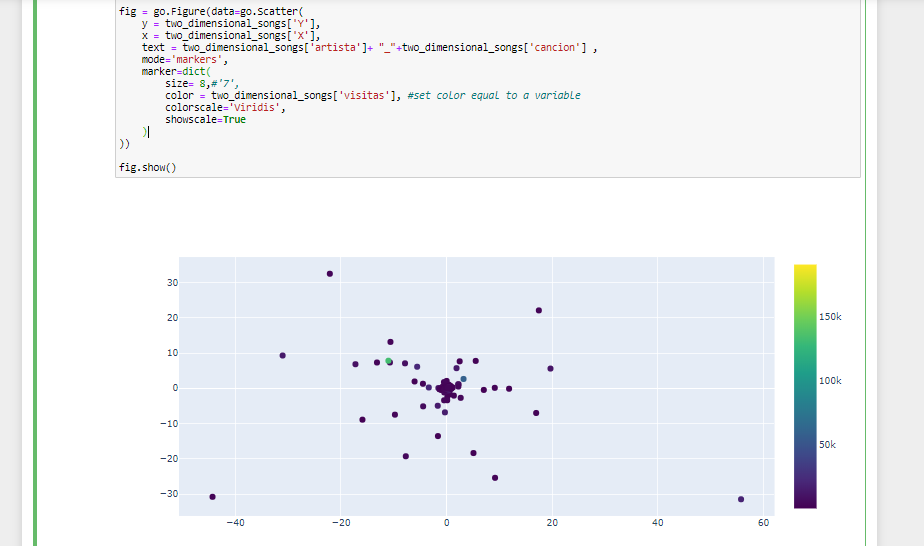 fig = go.Figure(data=go.Scatter(
y = two_dimensional_songs['Y'],
x = two_dimensional_songs['X'],
text = two_dimensional_songs['artista']+ "_"+two_dimensional_songs['cancion'] ,
mode='markers',
marker=dict(
size= 8,#'7',
color = two_dimensional_songs['visitas'], #set color equal to a variable
colorscale='Viridis',
showscale=True
)
))
fig.show()
30
20
10
0
−10
−20
−30
−40
−20
0
20
40
60
150k
100k
50k